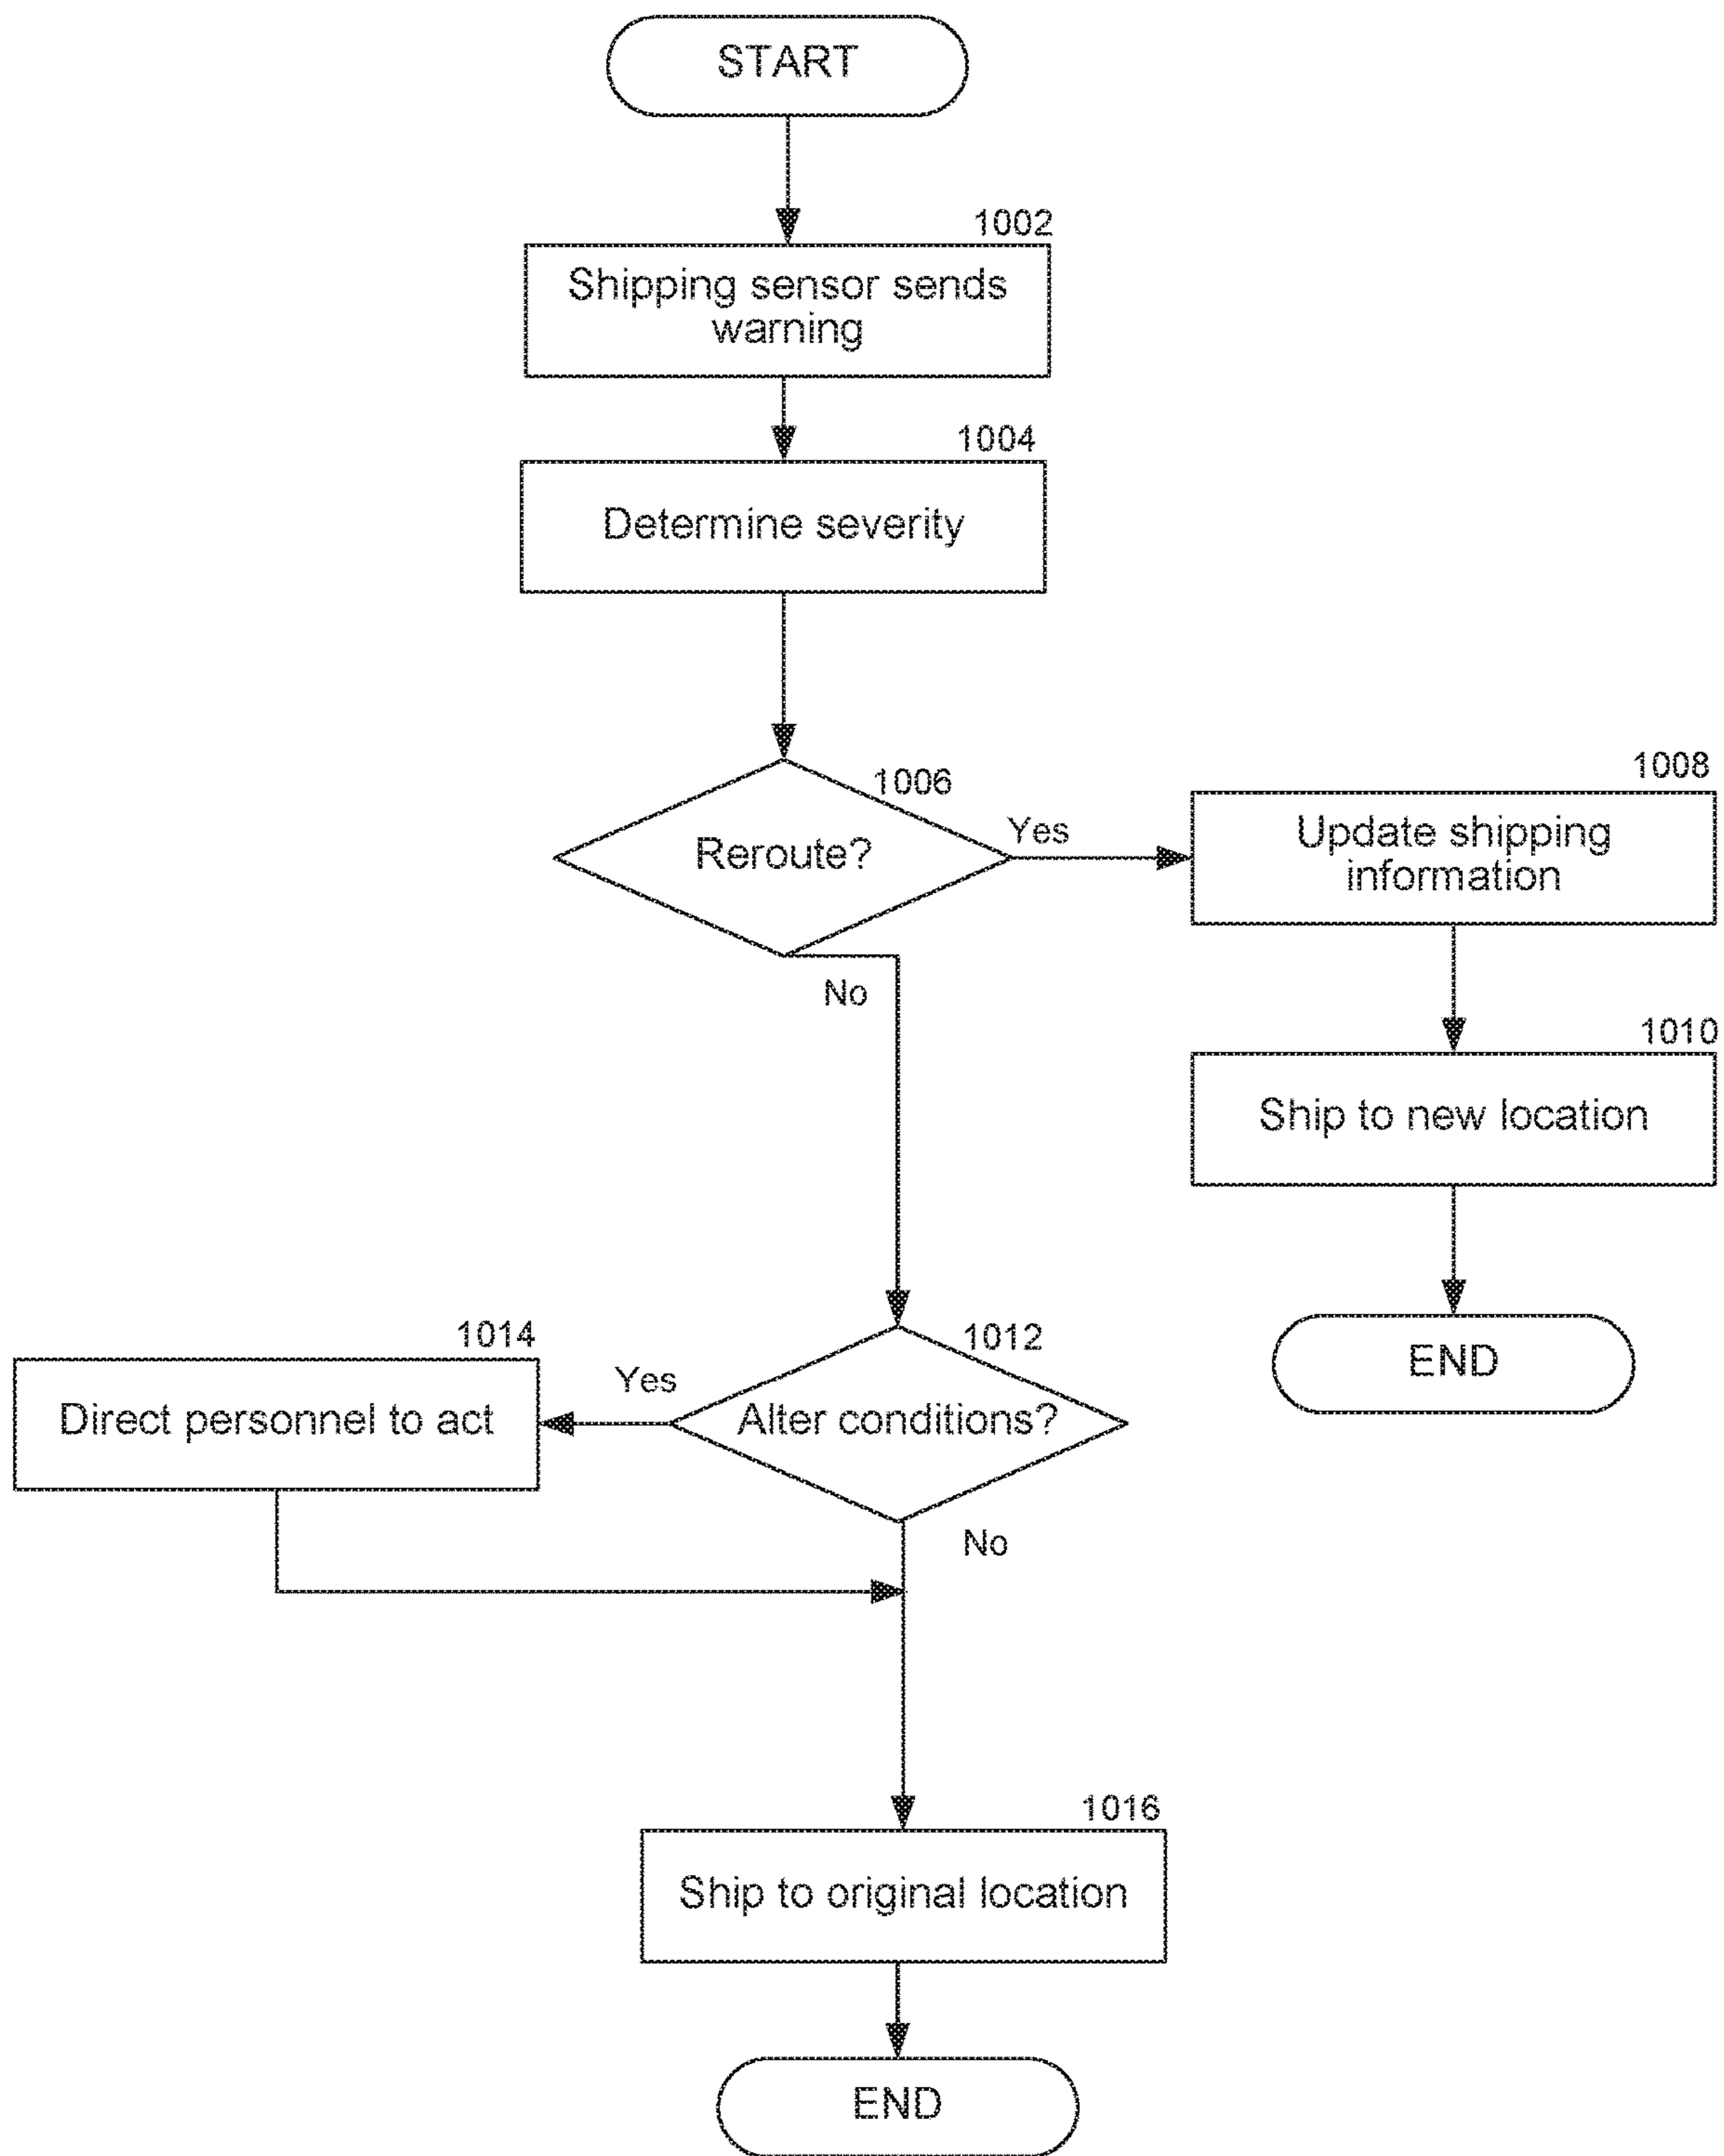 START
1002
Shipping sensor sends
warning
1004
Determine severity
1006
Reroute?
Yes
1008
Update shipping
information
No
1010
Ship to new location
END
1012
Alter conditions?
Yes
1014
Direct personnel to act
No
1016
Ship to original location
END